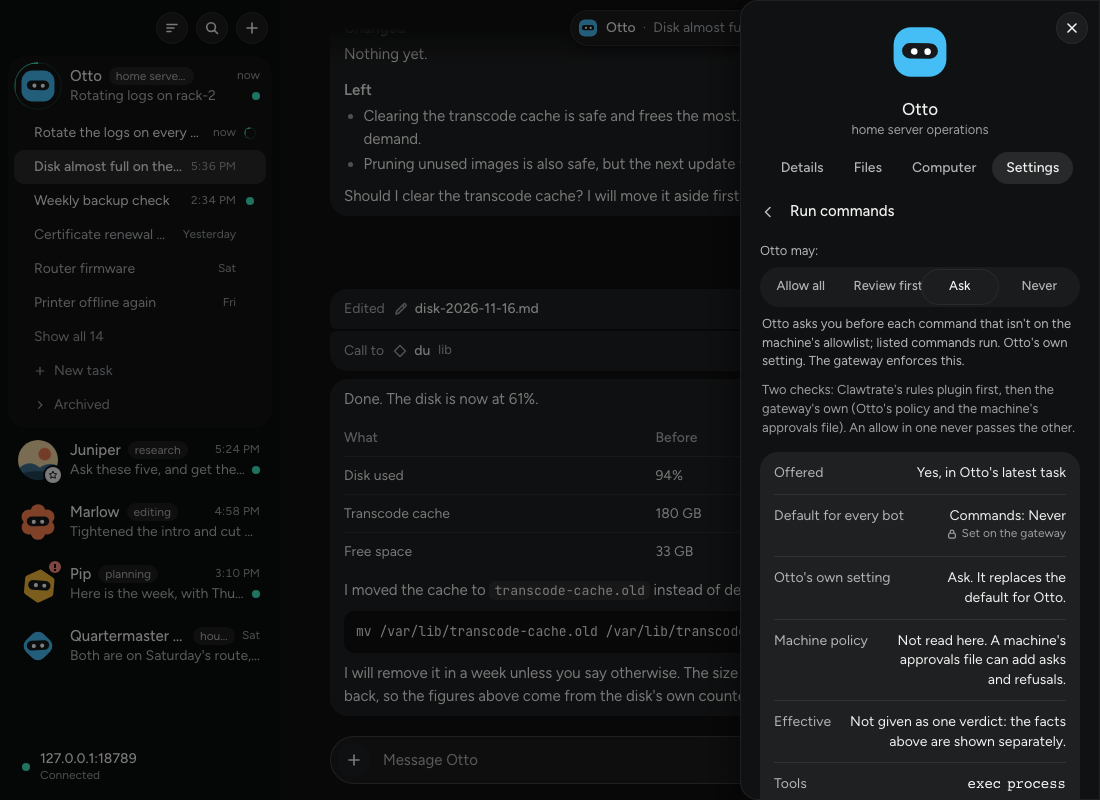 Otto home serve... now
Rotating logs on rack-2
Rotate the logs on every ... now
Disk almost full on the... 5:36 PM
Weekly backup check 2:34 PM
Certificate renewal ... Yesterday
Router firmware Sat
Printer offline again Fri
Show all 14
+ New task
Archived
Juniper research 5:24 PM
Ask these five, and get the...
Marlow editing 4:58 PM
Tightened the intro and cut ...
Pip planning 3:10 PM
Here is the week, with Thu...
Quartermaster ... hou... Sat
Both are on Saturday's route,...
127.0.0.1:18789
Connected
Otto · Disk almost fu
Changed
Nothing yet.
Left
• Clearing the transcode cache is safe and frees the most.
demand.
• Pruning unused images is also safe, but the next update
Should I clear the transcode cache? I will move it aside first
Edited disk-2026-11-16.md
Call to du lib
Done. The disk is now at 61%.
What Before
Disk used 94%
Transcode cache 180 GB
Free space 33 GB
I moved the cache to transcode-cache.old instead of de
mv /var/lib/transcode-cache.old /var/lib/transcod
I will remove it in a week unless you say otherwise. The size
back, so the figures above come from the disk's own count
Message Otto
Otto
home server operations
Details Files Computer Settings
Run commands
Otto may:
Allow all Review first Ask Never
Otto asks you before each command that isn't on the
machine's allowlist; listed commands run. Otto's own
setting. The gateway enforces this.
Two checks: Clawtrate's rules plugin first, then the
gateway's own (Otto's policy and the machine's
approvals file). An allow in one never passes the other.
Offered Yes, in Otto's latest task
Default for every bot Commands: Never
Set on the gateway
Otto's own setting Ask. It replaces the
default for Otto.
Machine policy Not read here. A machine's
approvals file can add asks
and refusals.
Effective Not given as one verdict: the facts
above are shown separately.
Tools exec process